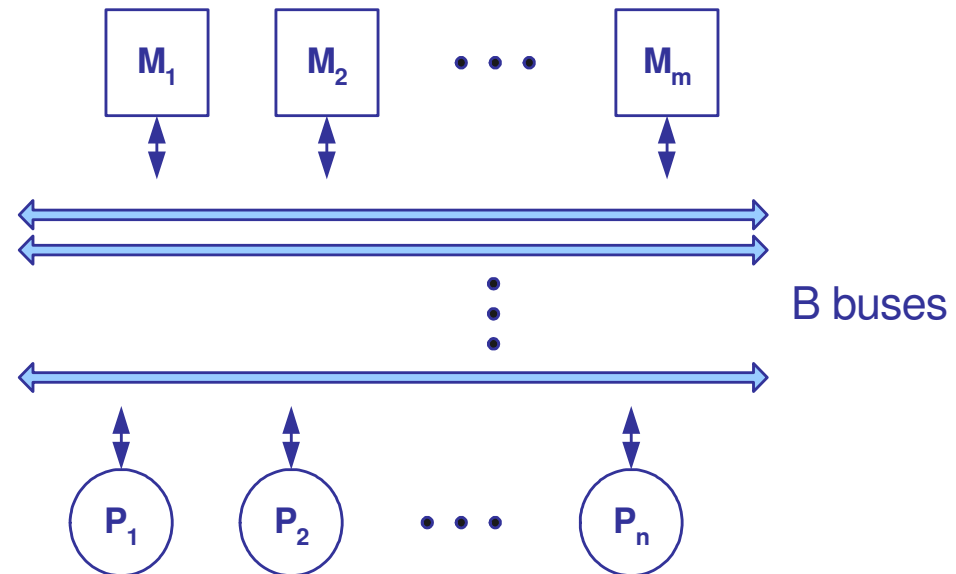 M₁ M₂ • • • Mₘ
B buses
P₁ P₂ • • • Pₙ